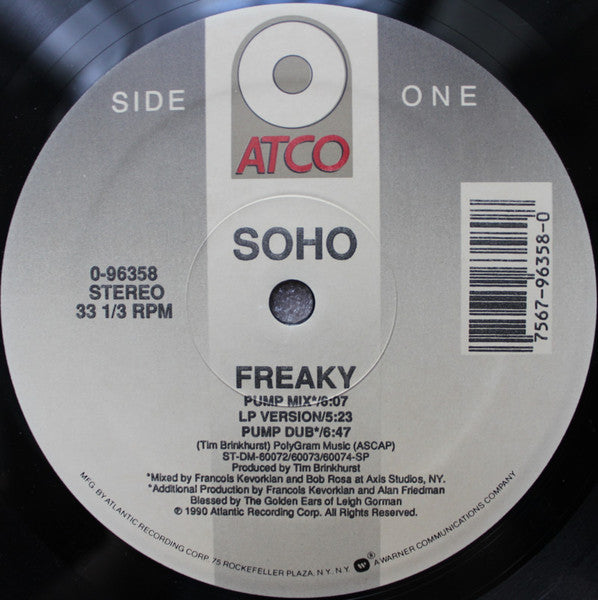 SIDE ONE
ATCO
SOHO
0-96358
STEREO
33 1/3 RPM
7567-96358-0
FREAKY
PUMP MIX*/6:07
LP VERSION/5:23
PUMP DUB*/6:47
(Tim Brinkhurst) PolyGram Music (ASCAP)
ST-DM-60072/60073/60074-SP
Produced by Tim Brinkhurst
*Mixed by Francois Kevorkian and Bob Rosa at Axis Studios, NY.
*Additional Production by Francois Kevorkian and Alan Friedman
Blessed by The Golden Ears of Leigh Gorman
℗ 1990 Atlantic Recording Corp. All Rights Reserved.
MFG. BY ATLANTIC RECORDING CORP. 75 ROCKEFELLER PLAZA, N.Y., N.Y. W ® A WARNER COMMUNICATIONS COMPANY